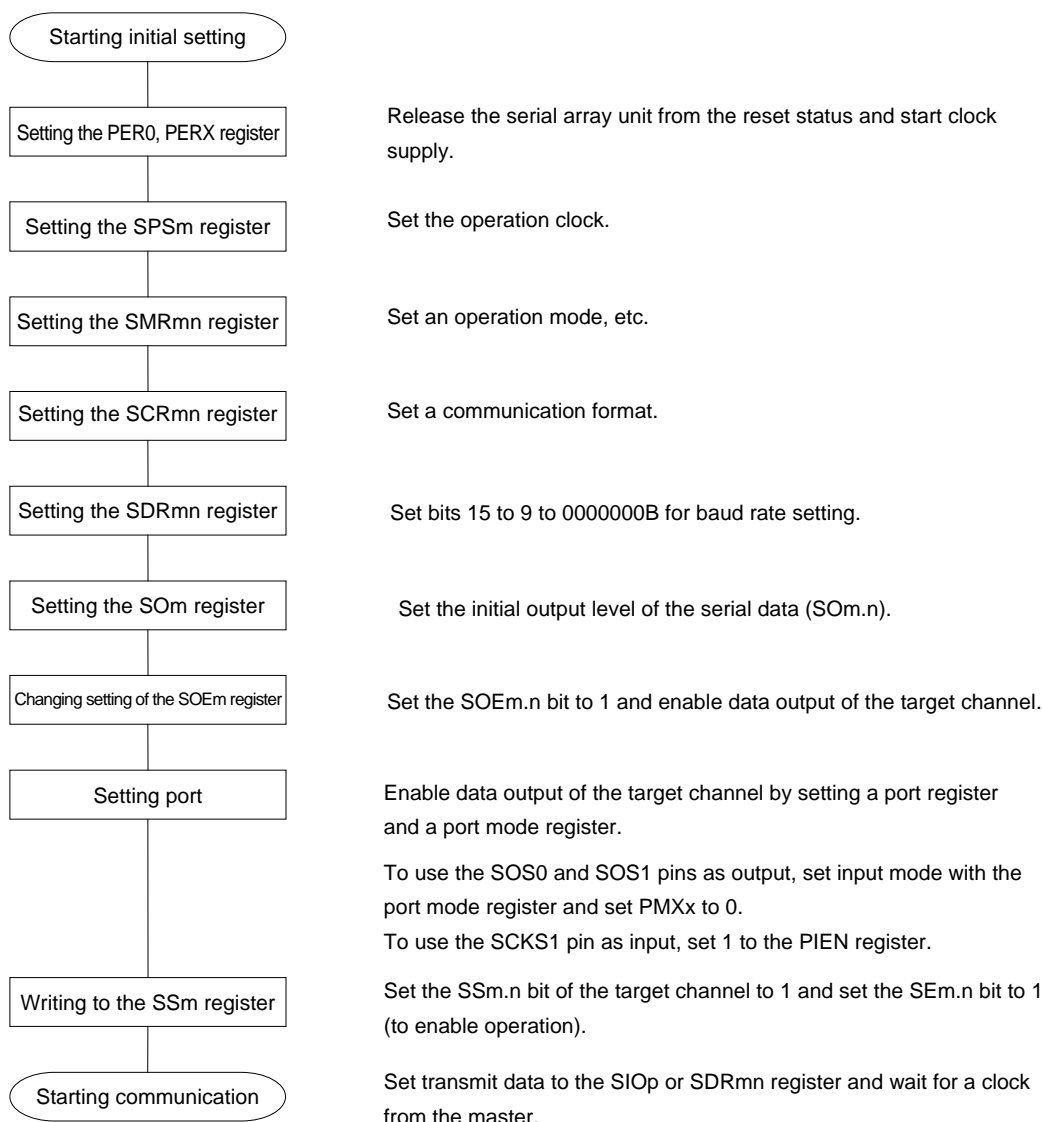 Starting initial setting
Setting the PER0, PERX register
Release the serial array unit from the reset status and start clock
supply.
Setting the SPSm register
Set the operation clock.
Setting the SMRmn register
Set an operation mode, etc.
Setting the SCRmn register
Set a communication format.
Setting the SDRmn register
Set bits 15 to 9 to 0000000B for baud rate setting.
Setting the SOm register
Set the initial output level of the serial data (SOm.n).
Changing setting of the SOEm register
Set the SOEm.n bit to 1 and enable data output of the target channel.
Setting port
Enable data output of the target channel by setting a port register
and a port mode register.
To use the SOS0 and SOS1 pins as output, set input mode with the
port mode register and set PMXx to 0.
To use the SCKS1 pin as input, set 1 to the PIEN register.
Writing to the SSm register
Set the SSm.n bit of the target channel to 1 and set the SEm.n bit to 1
(to enable operation).
Starting communication
Set transmit data to the SIOp or SDRmn register and wait for a clock
from the master.